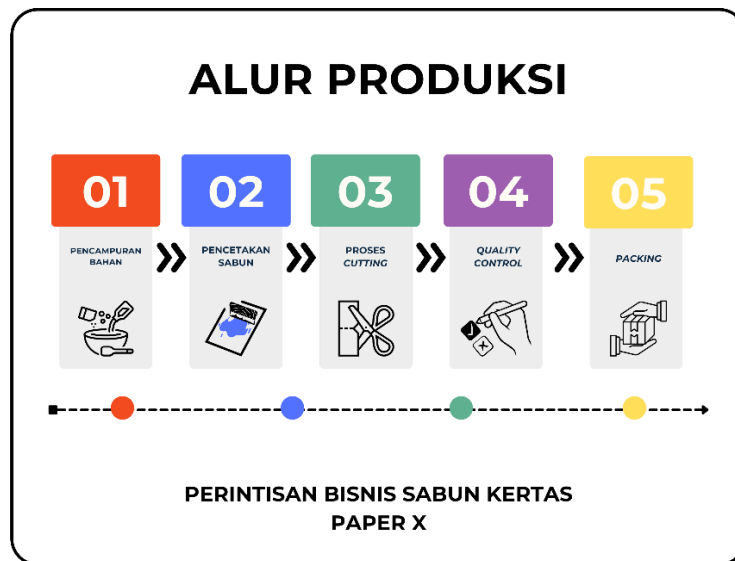 ALUR PRODUKSI
01
PENCAMPURAN
BAHAN
02
PENCETAKAN
SABUN
03
PROSES
CUTTING
04
QUALITY
CONTROL
05
PACKING
PERINTISAN BISNIS SABUN KERTAS
PAPER X